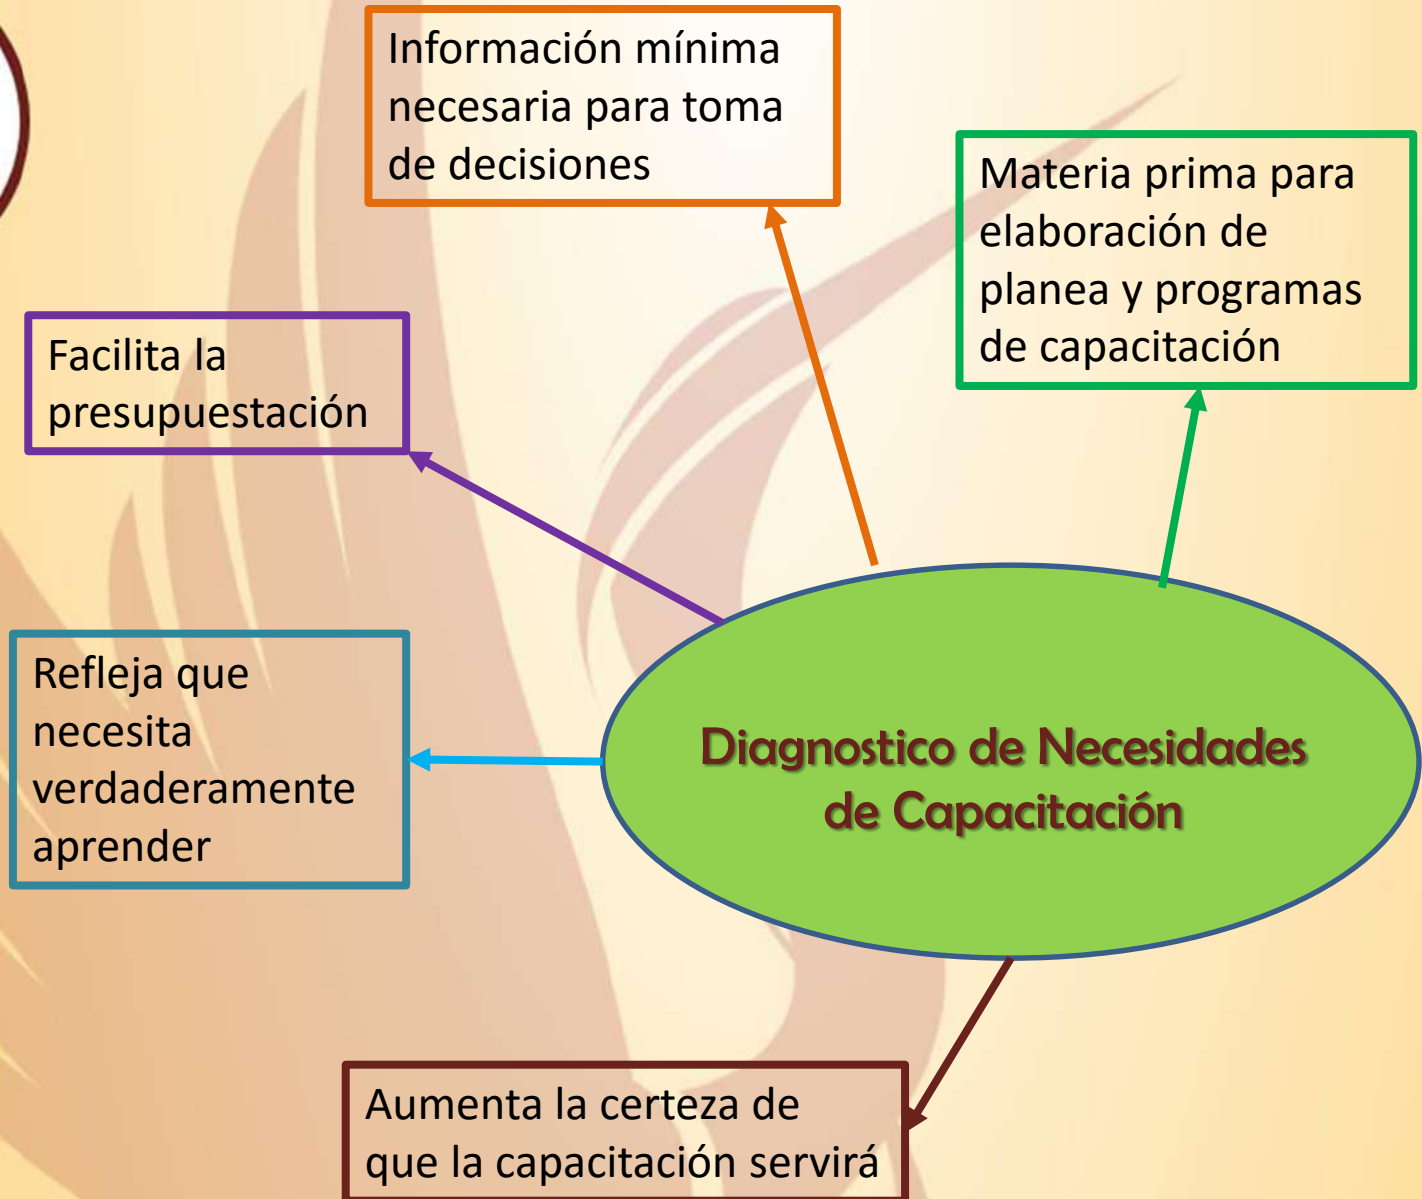 Información mínima
necesaria para toma
de decisiones
Materia prima para
elaboración de
planea y programas
de capacitación
Facilita la
presupuestación
Refleja que
necesita
verdaderamente
aprender
Diagnostico de Necesidades
de Capacitación
Aumenta la certeza de
que la capacitación servirá